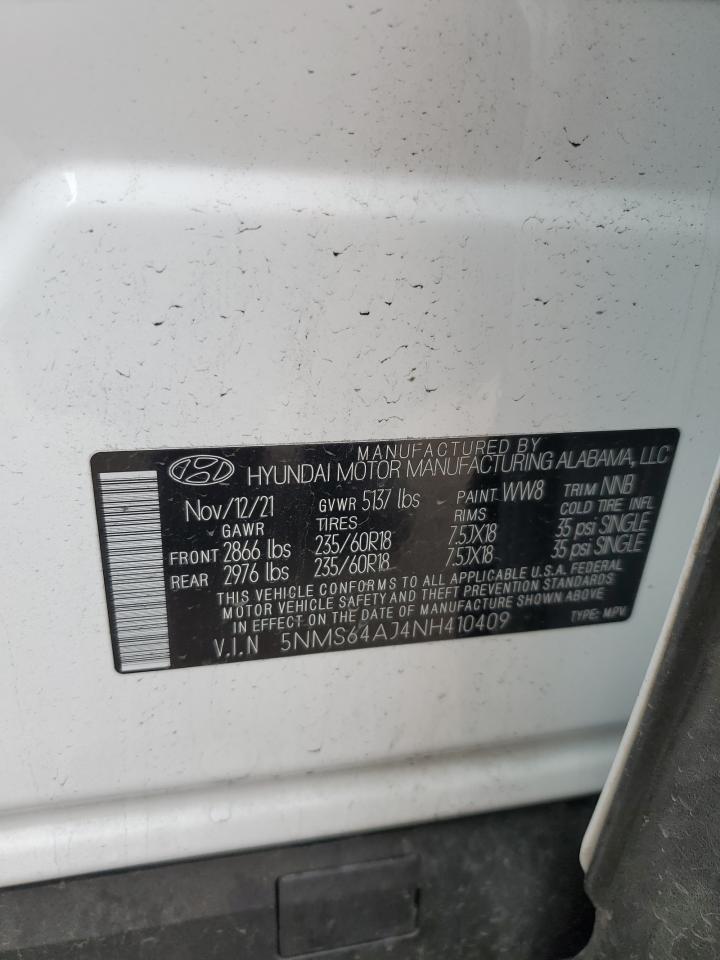 MANUFACTURED BY
HYUNDAI MOTOR MANUFACTURING ALABAMA, LLC
Nov/12/21 GVWR 5137 lbs PAINT WW8 TRIM NNB
GAWR TIRES RIMS COLD TIRE INFL
FRONT 2866 lbs 235/60R18 7.5JX18 35 psi SINGLE
REAR 2976 lbs 235/60R18 7.5JX18 35 psi SINGLE
THIS VEHICLE CONFORMS TO ALL APPLICABLE U.S.A. FEDERAL
MOTOR VEHICLE SAFETY AND THEFT PREVENTION STANDARDS
IN EFFECT ON THE DATE OF MANUFACTURE SHOWN ABOVE.
V.I.N 5NMS64AJ4NH410409 TYPE: MPV